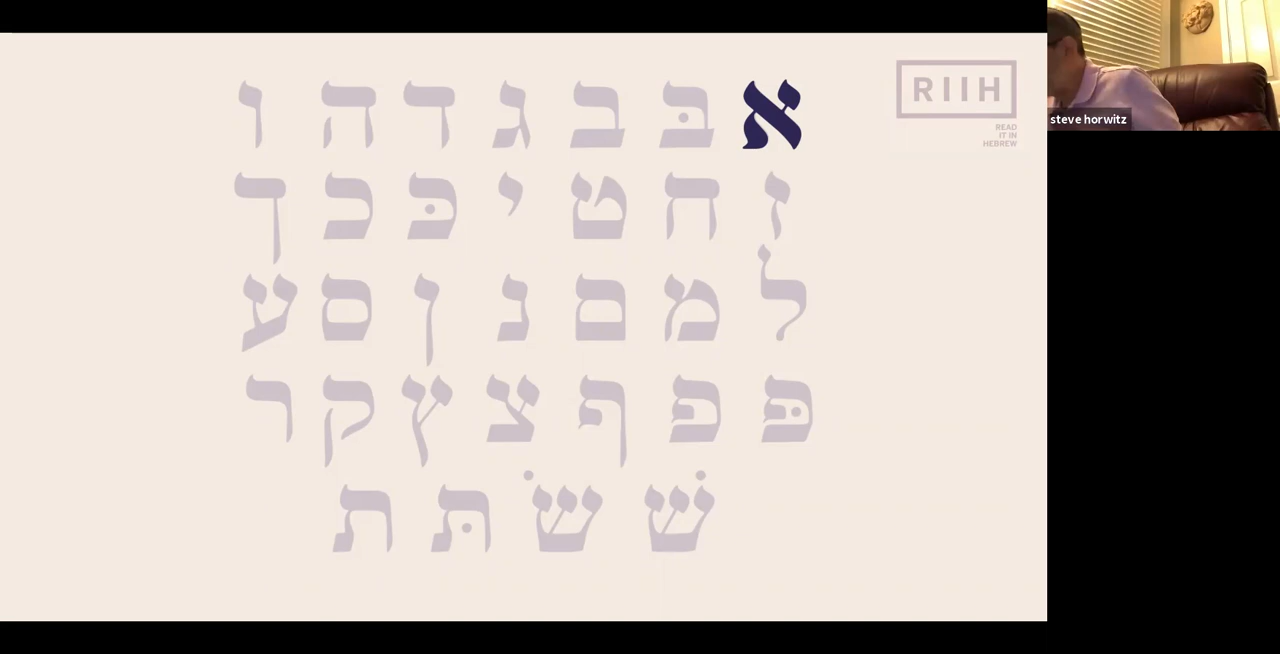 א בּ ב ג ד ה ו
ז ח ט י כּ כ ך
ל מ ם נ ן ס ע
פּ פ ף צ ץ ק ר
שׁ שׂ תּ ת
RIIH
READ
IT IN
HEBREW
steve horwitz